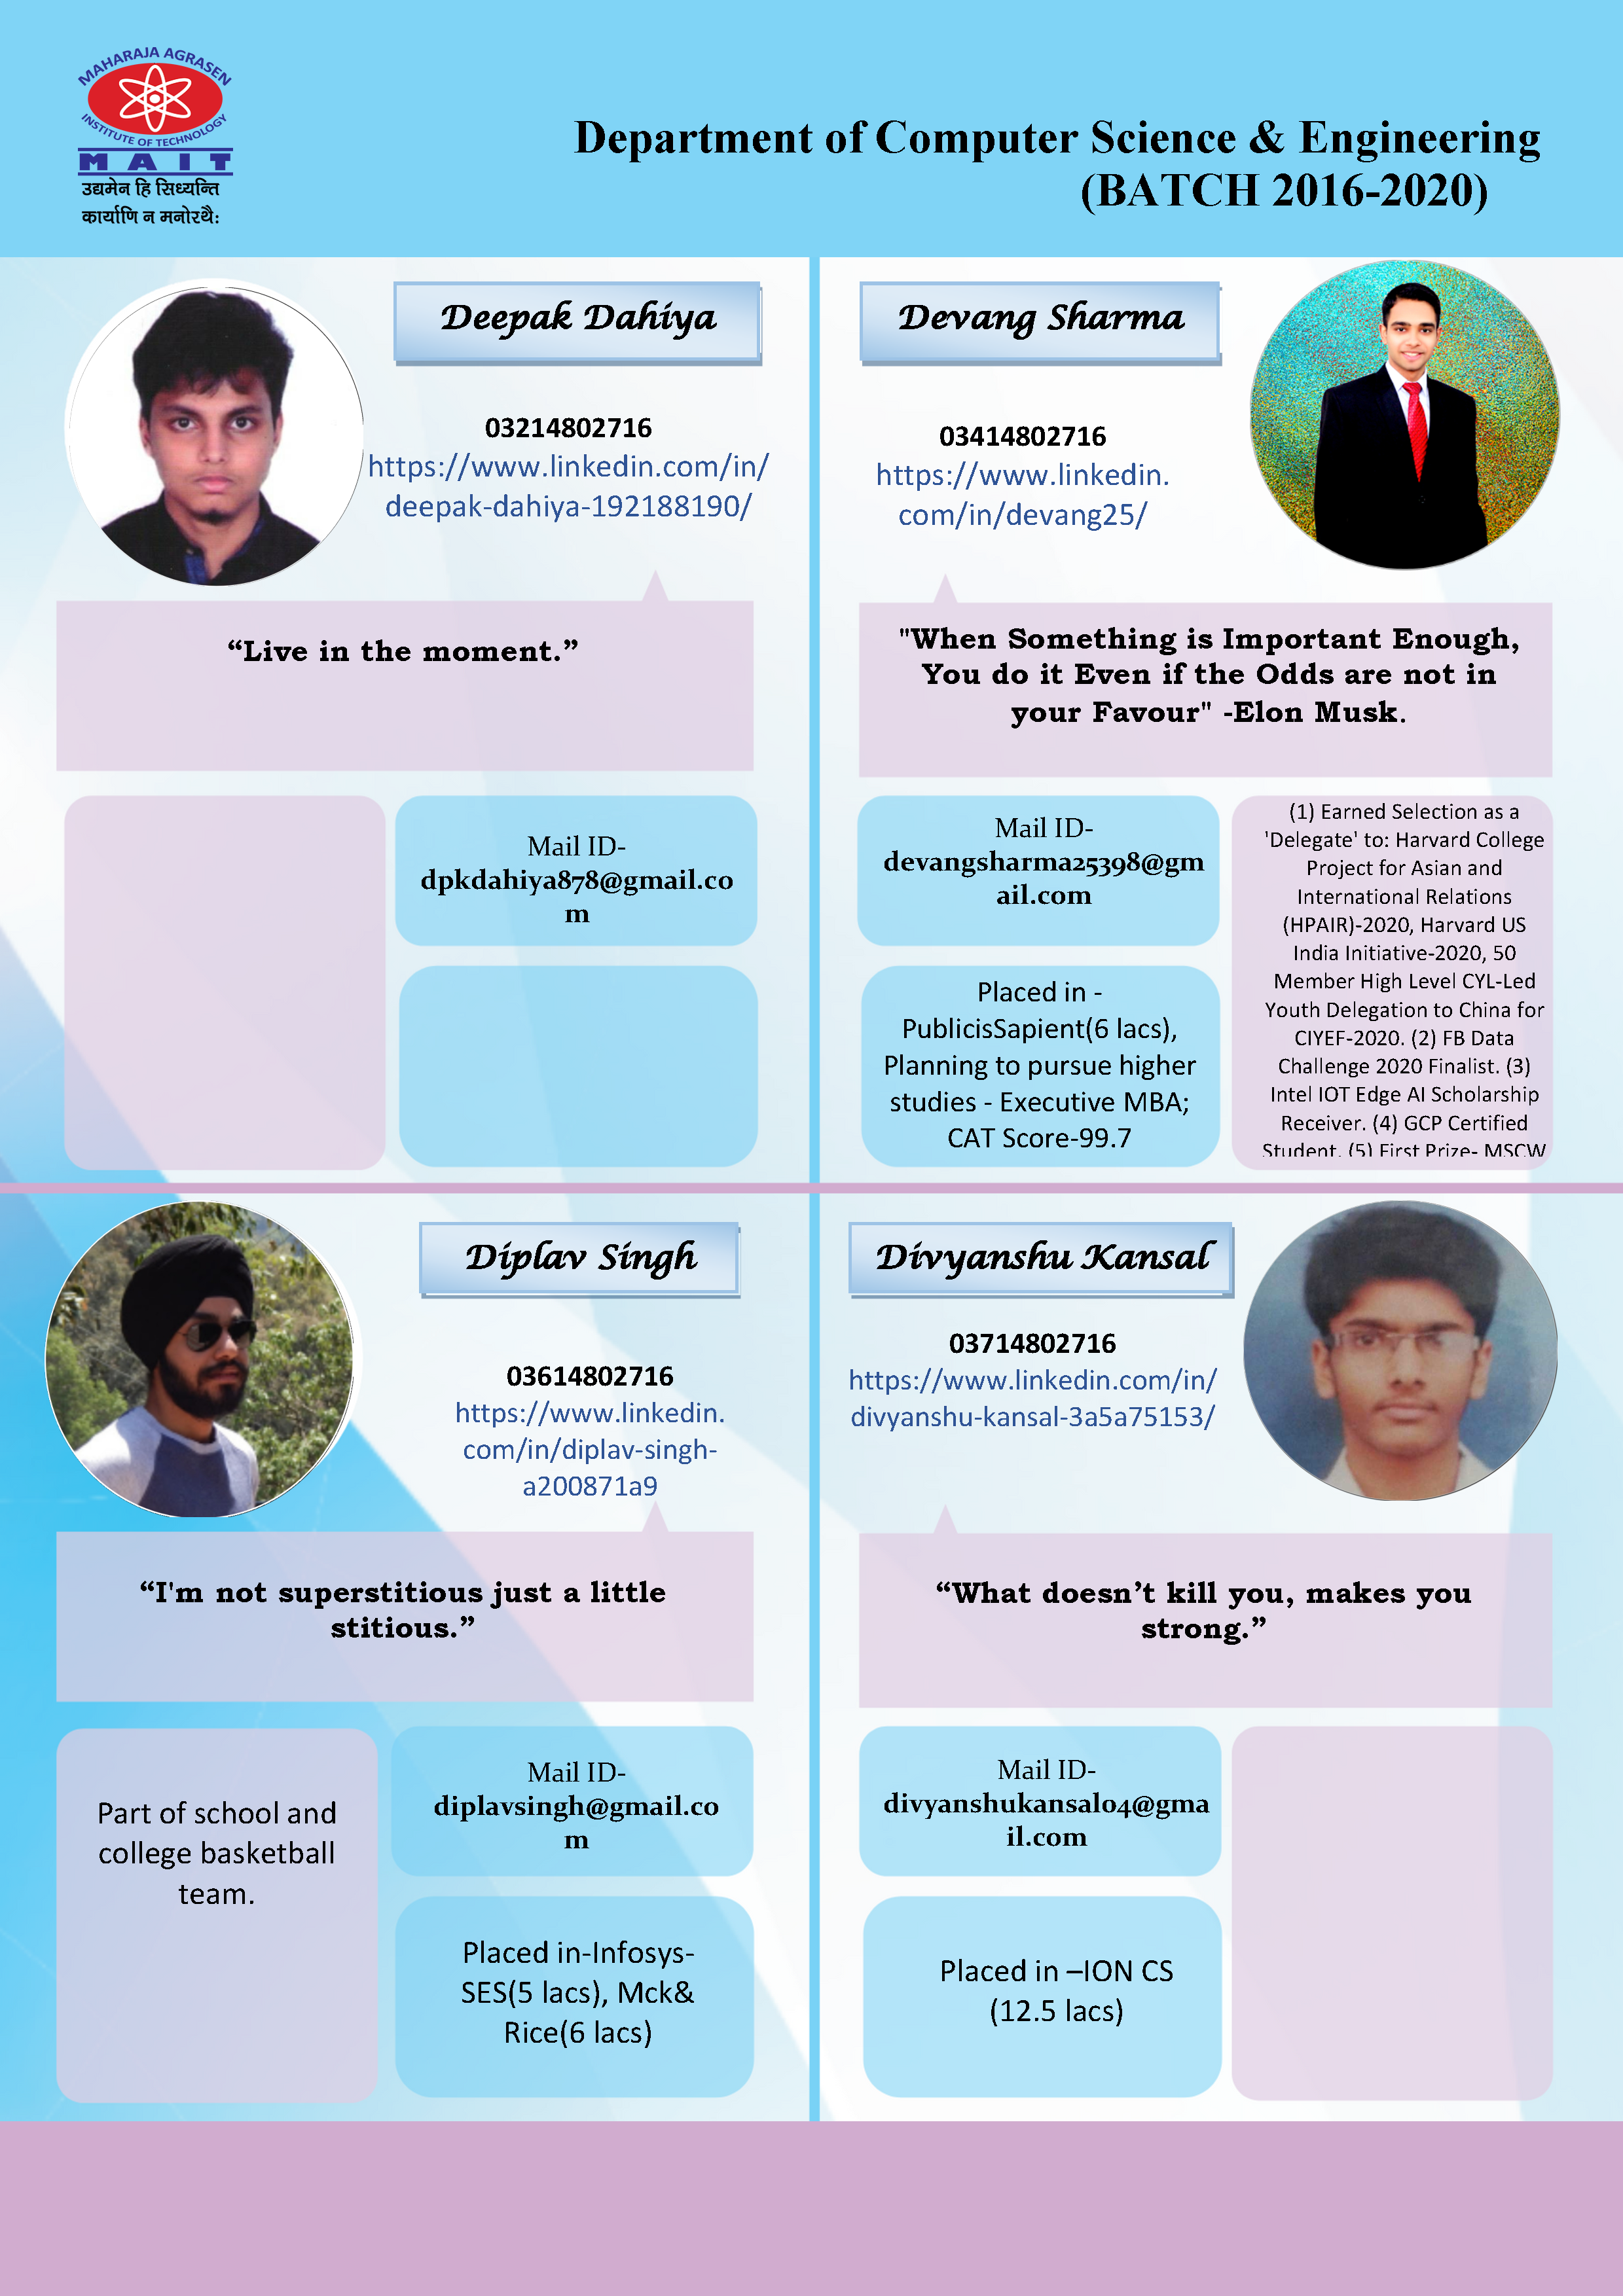 MAHARAJA AGRASEN
INSTITUTE OF TECHNOLOGY
MAIT
उद्यमेन हि सिध्यन्ति
कार्याणि न मनोरथै:
Department of Computer Science & Engineering
(BATCH 2016-2020)
Deepak Dahiya
03214802716
https://www.linkedin.com/in/
deepak-dahiya-192188190/
“Live in the moment.”
Mail ID-
dpkdahiya878@gmail.co
m
Devang Sharma
03414802716
https://www.linkedin.
com/in/devang25/
"When Something is Important Enough,
You do it Even if the Odds are not in
your Favour" -Elon Musk.
Mail ID-
devangsharma25398@gm
ail.com
Placed in -
PublicisSapient(6 lacs),
Planning to pursue higher
studies - Executive MBA;
CAT Score-99.7
(1) Earned Selection as a
'Delegate' to: Harvard College
Project for Asian and
International Relations
(HPAIR)-2020, Harvard US
India Initiative-2020, 50
Member High Level CYL-Led
Youth Delegation to China for
CIYEF-2020. (2) FB Data
Challenge 2020 Finalist. (3)
Intel IOT Edge AI Scholarship
Receiver. (4) GCP Certified
Student. (5) First Prize- MSCW
Diplav Singh
03614802716
https://www.linkedin.
com/in/diplav-singh-
a200871a9
“I'm not superstitious just a little
stitious.”
Part of school and
college basketball
team.
Mail ID-
diplavsingh@gmail.co
m
Placed in-Infosys-
SES(5 lacs), Mck&
Rice(6 lacs)
Divyanshu Kansal
03714802716
https://www.linkedin.com/in/
divyanshu-kansal-3a5a75153/
“What doesn’t kill you, makes you
strong.”
Mail ID-
divyanshukansal04@gma
il.com
Placed in –ION CS
(12.5 lacs)